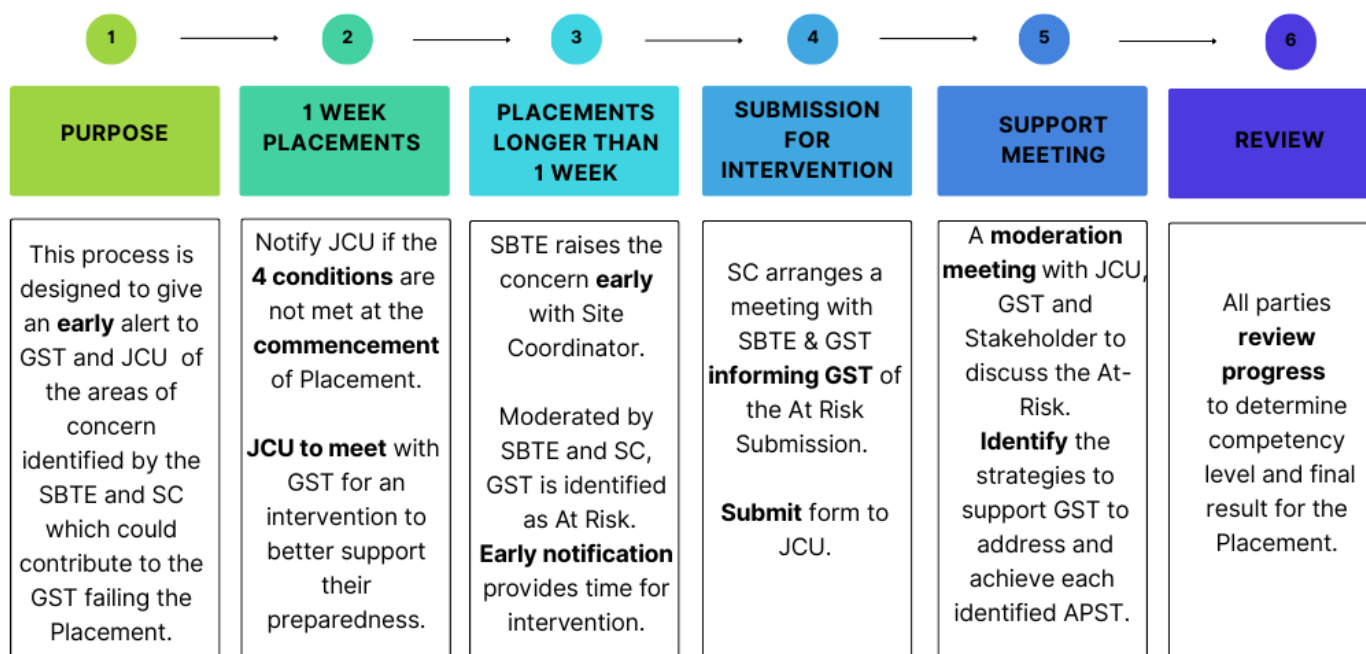 1
2
3
4
5
6
PURPOSE
1 WEEK
PLACEMENTS
PLACEMENTS
LONGER THAN
1 WEEK
SUBMISSION
FOR
INTERVENTION
SUPPORT
MEETING
REVIEW
This process is
designed to give
an early alert to
GST and JCU of
the areas of
concern
identified by the
SBTE and SC
which could
contribute to the
GST failing the
Placement.
Notify JCU if the
4 conditions are
not met at the
commencement
of Placement.
JCU to meet with
GST for an
intervention to
better support
their
preparedness.
SBTE raises the
concern early
with Site
Coordinator.
Moderated by
SBTE and SC,
GST is identified
as At Risk.
Early notification
provides time for
intervention.
SC arranges a
meeting with
SBTE & GST
informing GST of
the At Risk
Submission.
Submit form to
JCU.
A moderation
meeting with JCU,
GST and
Stakeholder to
discuss the At-
Risk.
Identify the
strategies to
support GST to
address and
achieve each
identified APST.
All parties
review
progress
to determine
competency
level and final
result for the
Placement.